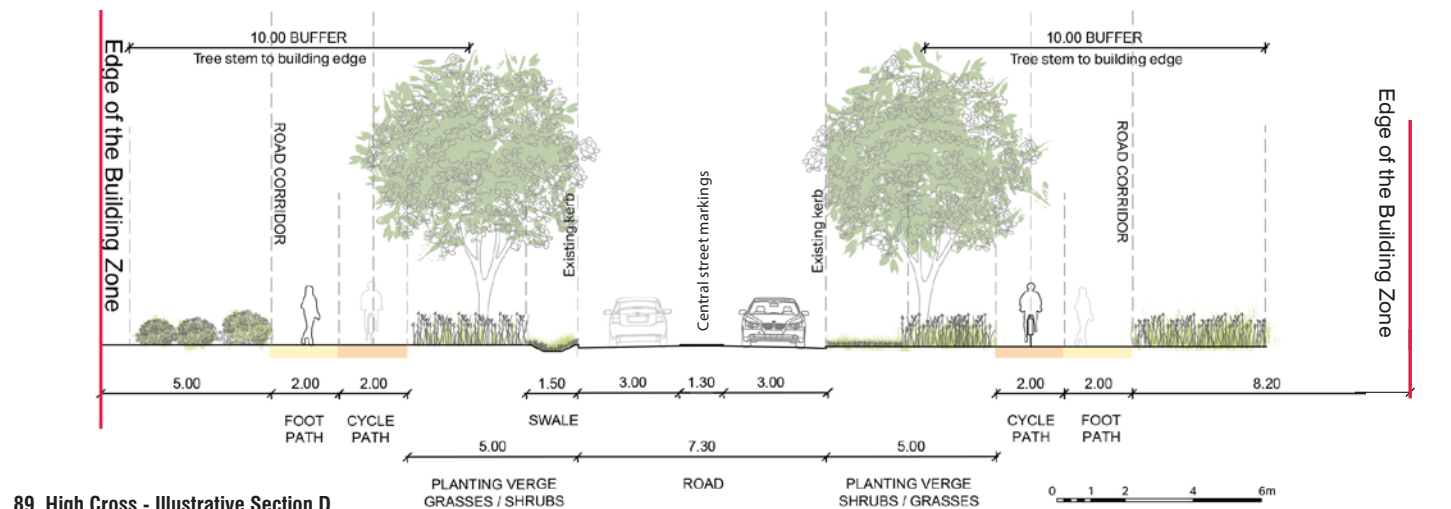 10.00 BUFFER
Tree stem to building edge
10.00 BUFFER
Tree stem to building edge
Edge of the Building Zone
ROAD CORRIDOR
Existing kerb
Central street markings
Existing kerb
ROAD CORRIDOR
Edge of the Building Zone
5.00 2.00 2.00 1.50 3.00 1.30 3.00 2.00 2.00 8.20
FOOT PATH
CYCLE PATH
SWALE
CYCLE PATH
FOOT PATH
5.00 7.30 5.00
PLANTING VERGE
GRASSES / SHRUBS
ROAD
PLANTING VERGE
SHRUBS / GRASSES
0 1 2 4 6m
89 High Cross - Illustrative Section D